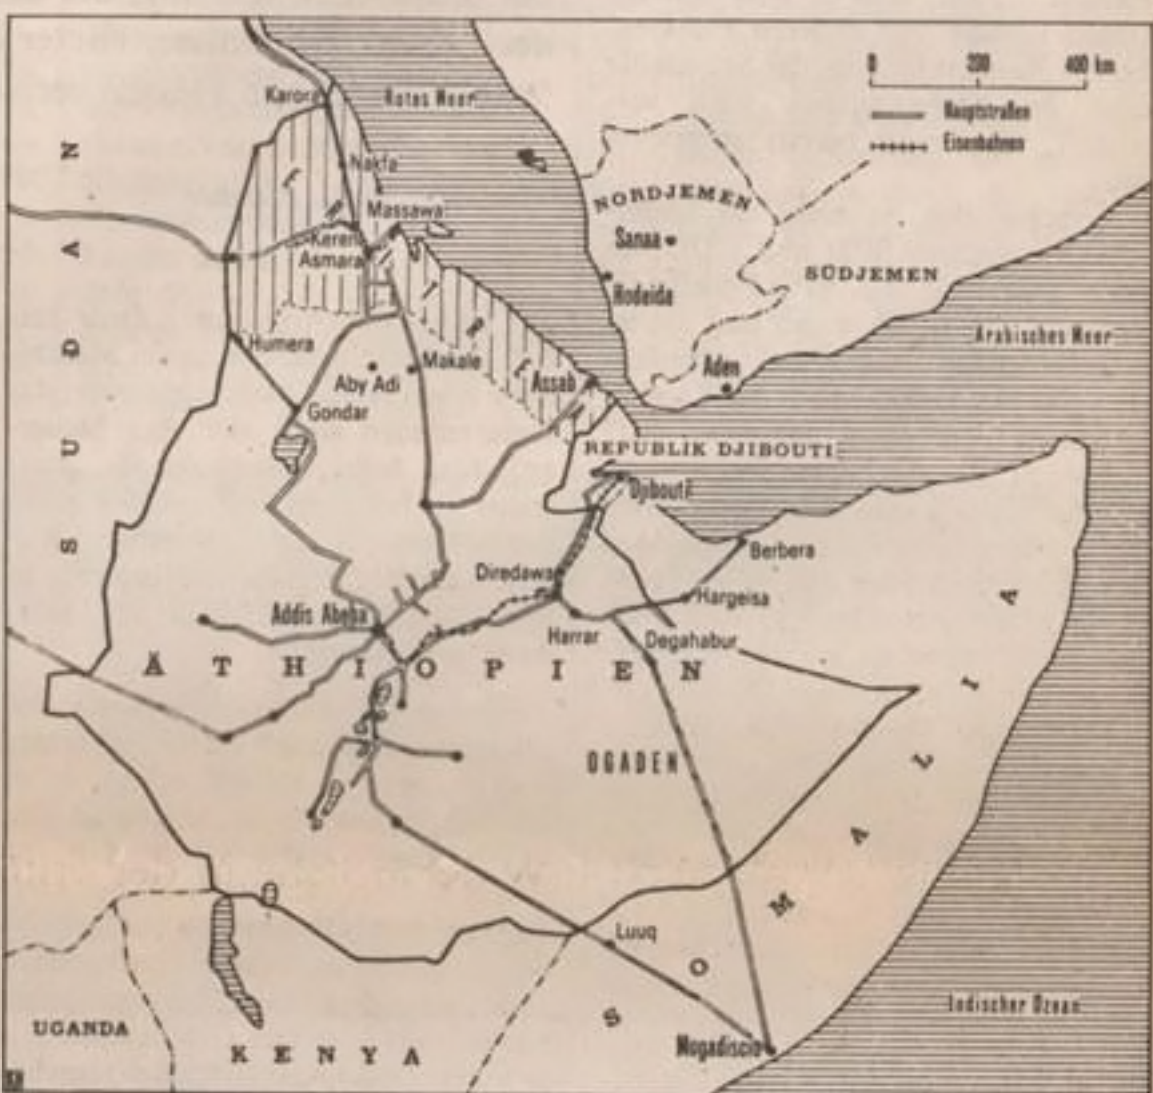 0 200 400 km
Hauptstraßen
Eisenbahnen
Karora
Rotes Meer
SUDAN
Nakfa
NORDJEMEN
Massawa
Keren
Asmara
Sanaa
SÜDJEMEN
Hodeida
Humera
Arabisches Meer
Makale
Aby Adi
Assab
Aden
Gondar
REPUBLIK DJIBOUTI
Djibouti
Berbera
Diredawa
Hargeisa
Addis Abeba
Harrar
Degahabur
ÄTHIOPIEN
OGADEN
SOMALIA
Luuq
Indischer Ozean
UGANDA
KENYA
Mogadiscio